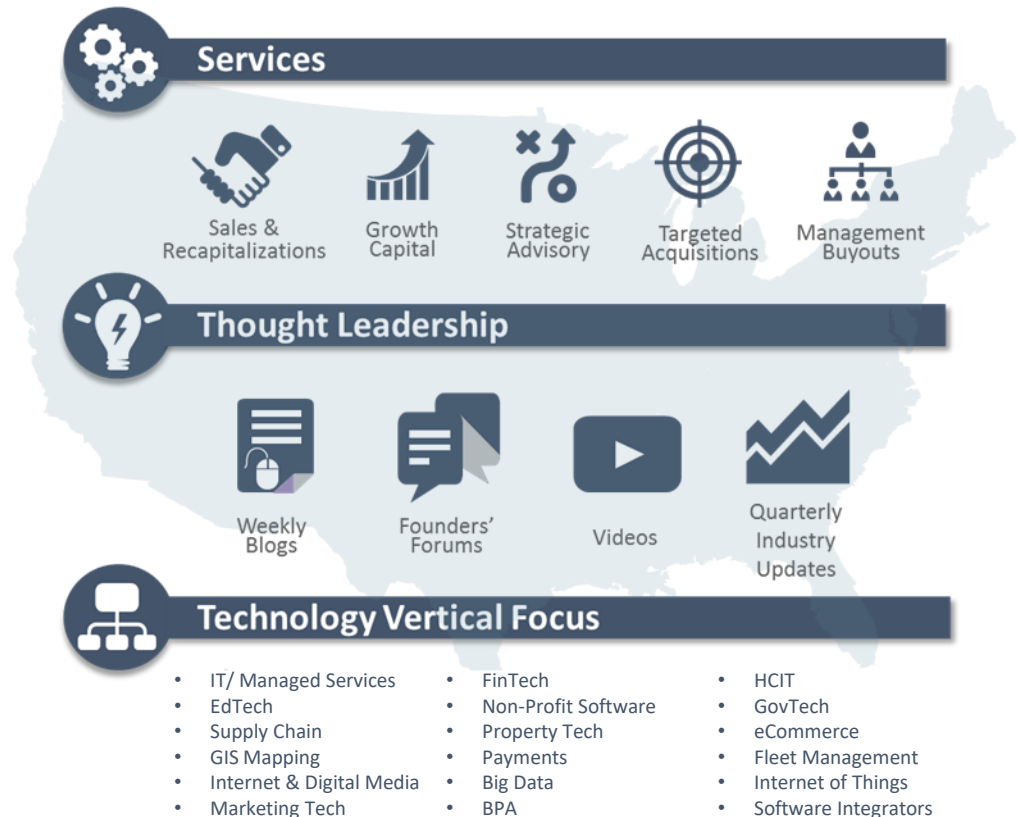 Services
Sales &
Recapitalizations
Growth
Capital
Strategic
Advisory
Targeted
Acquisitions
Management
Buyouts
Thought Leadership
Weekly
Blogs
Founders’
Forums
Videos
Quarterly
Industry
Updates
Technology Vertical Focus
• IT/ Managed Services
• EdTech
• Supply Chain
• GIS Mapping
• Internet & Digital Media
• Marketing Tech
• FinTech
• Non-Profit Software
• Property Tech
• Payments
• Big Data
• BPA
• HCIT
• GovTech
• eCommerce
• Fleet Management
• Internet of Things
• Software Integrators